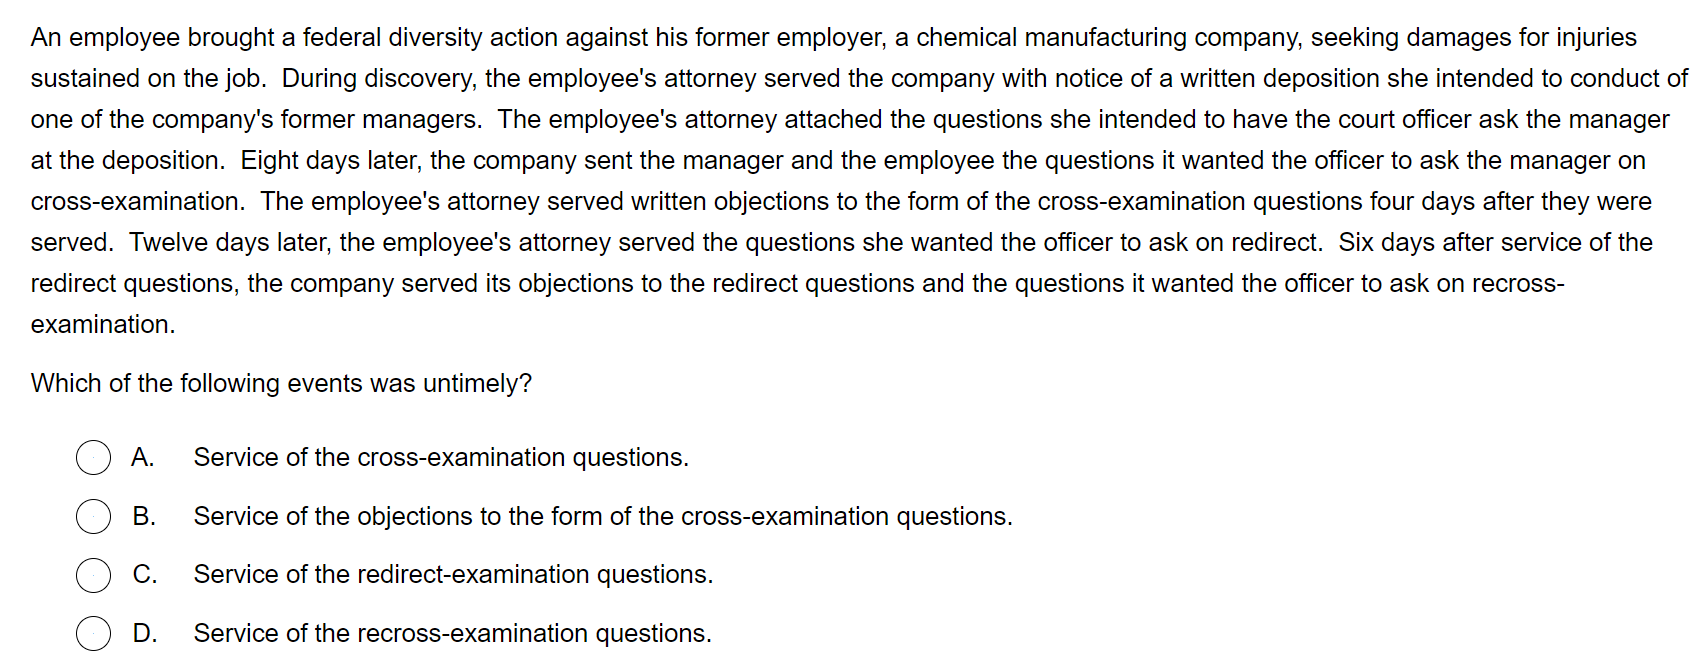 An employee brought a federal diversity action against his former employer, a chemical manufacturing company, seeking damages for injuries
sustained on the job.  During discovery, the employee's attorney served the company with notice of a written deposition she intended to conduct of
one of the company's former managers.  The employee's attorney attached the questions she intended to have the court officer ask the manager
at the deposition.  Eight days later, the company sent the manager and the employee the questions it wanted the officer to ask the manager on
cross-examination.  The employee's attorney served written objections to the form of the cross-examination questions four days after they were
served.  Twelve days later, the employee's attorney served the questions she wanted the officer to ask on redirect.  Six days after service of the
redirect questions, the company served its objections to the redirect questions and the questions it wanted the officer to ask on recross-
examination.
Which of the following events was untimely?
A. Service of the cross-examination questions.
B. Service of the objections to the form of the cross-examination questions.
C. Service of the redirect-examination questions.
D. Service of the recross-examination questions.